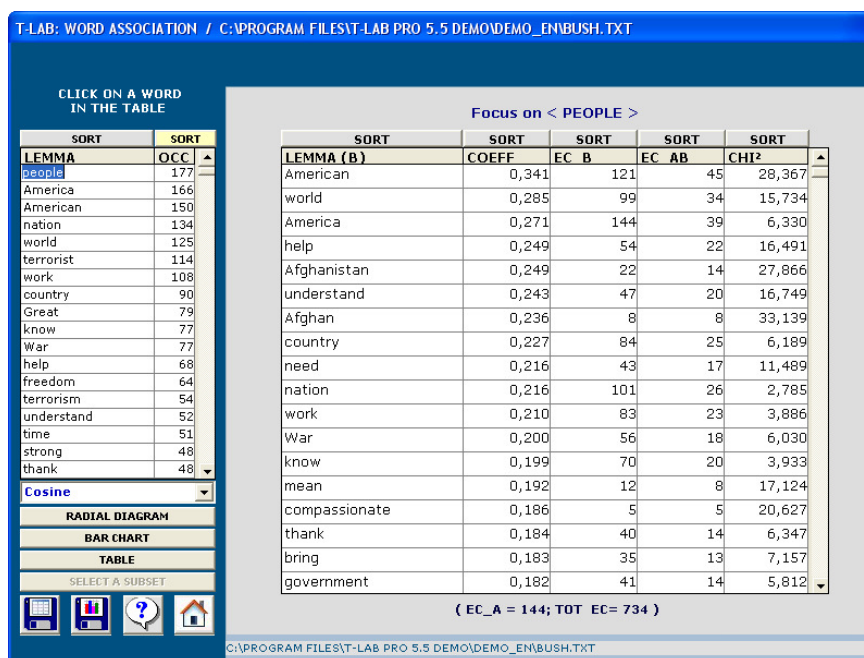 T-LAB: WORD ASSOCIATION / C:\PROGRAM FILES\T-LAB PRO 5.5 DEMO\DEMO_EN\BUSH.TXT
CLICK ON A WORD
IN THE TABLE
SORT SORT
LEMMA OCC
people 177
America 166
American 150
nation 134
world 125
terrorist 114
work 108
country 90
Great 79
know 77
War 77
help 68
freedom 64
terrorism 54
understand 52
time 51
strong 48
thank 48
Cosine
RADIAL DIAGRAM
BAR CHART
TABLE
SELECT A SUBSET
Focus on < PEOPLE >
SORT SORT SORT SORT SORT
LEMMA (B) COEFF EC B EC AB CHI²
American 0,341 121 45 28,367
world 0,285 99 34 15,734
America 0,271 144 39 6,330
help 0,249 54 22 16,491
Afghanistan 0,249 22 14 27,866
understand 0,243 47 20 16,749
Afghan 0,236 8 8 33,139
country 0,227 84 25 6,189
need 0,216 43 17 11,489
nation 0,216 101 26 2,785
work 0,210 83 23 3,886
War 0,200 56 18 6,030
know 0,199 70 20 3,933
mean 0,192 12 8 17,124
compassionate 0,186 5 5 20,627
thank 0,184 40 14 6,347
bring 0,183 35 13 7,157
government 0,182 41 14 5,812
( EC_A = 144; TOT EC= 734 )
C:\PROGRAM FILES\T-LAB PRO 5.5 DEMO\DEMO_EN\BUSH.TXT